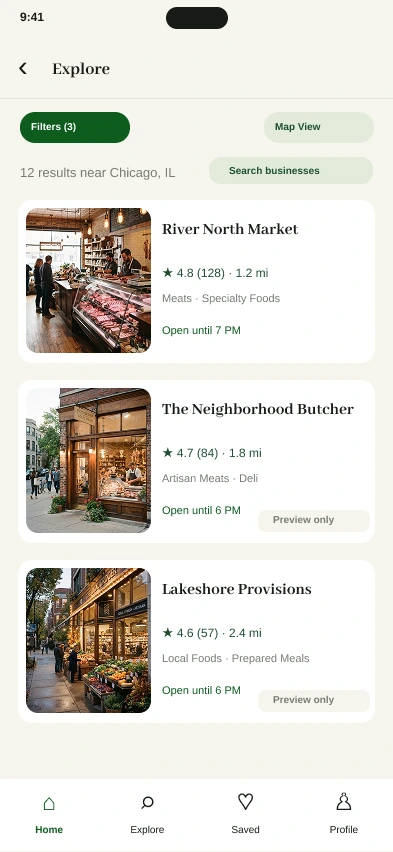 9:41
Explore
Filters (3)
Map View
12 results near Chicago, IL
Search businesses
River North Market
★ 4.8 (128) · 1.2 mi
Meats · Specialty Foods
Open until 7 PM
The Neighborhood Butcher
★ 4.7 (84) · 1.8 mi
Artisan Meats · Deli
Open until 6 PM
Preview only
Lakeshore Provisions
★ 4.6 (57) · 2.4 mi
Local Foods · Prepared Meals
Open until 6 PM
Preview only
Home
Explore
Saved
Profile